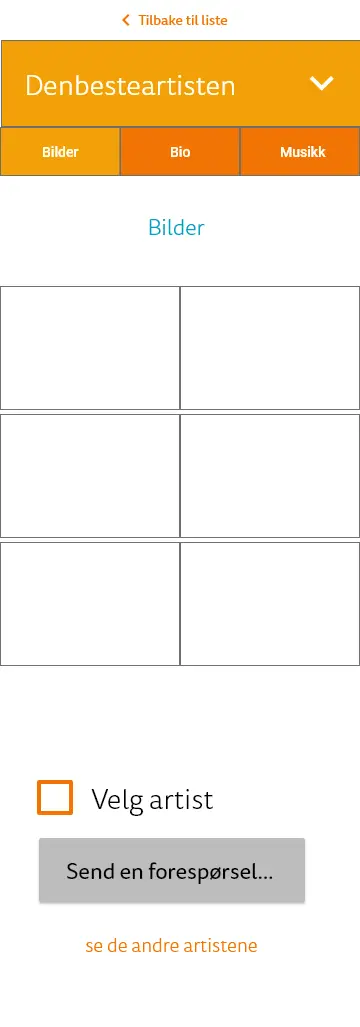 Tilbake til liste
Denbesteartisten
Bilder Bio Musikk
Bilder
Velg artist
Send en forespørsel...
se de andre artistene